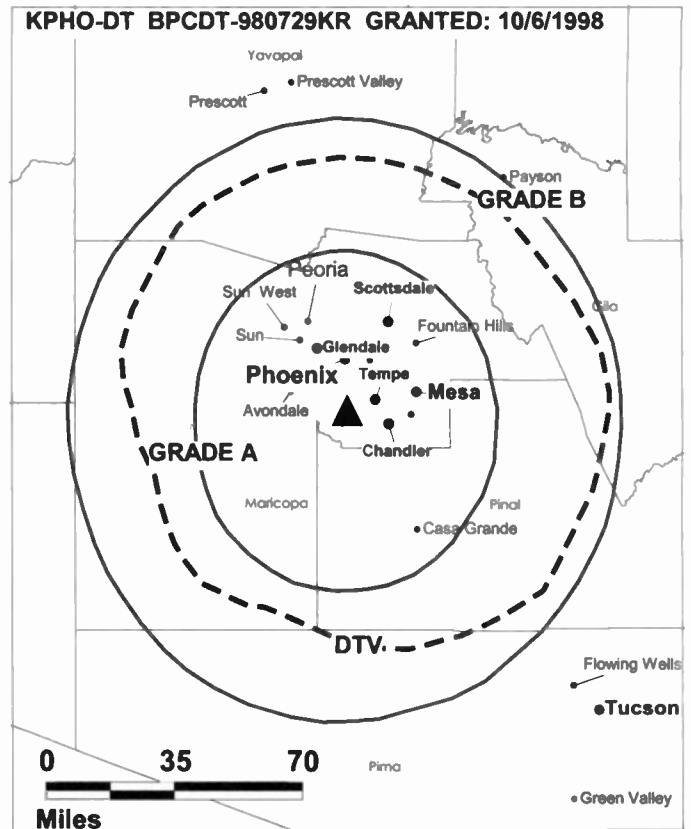 KPHO-DT BPCDT-980729KR GRANTED: 10/6/1998
Yavapai
Prescott Valley
Prescott
Payson
GRADE B
Peoria
Scottsdale
Sun West
Gila
Fountain Hills
Sun
Glendale
Phoenix
Tempe
Mesa
Avondale
Chandler
GRADE A
Maricopa
Pinal
Casa Grande
DTV
Flowing Wells
Tucson
0 35 70
Pima
Miles
Green Valley